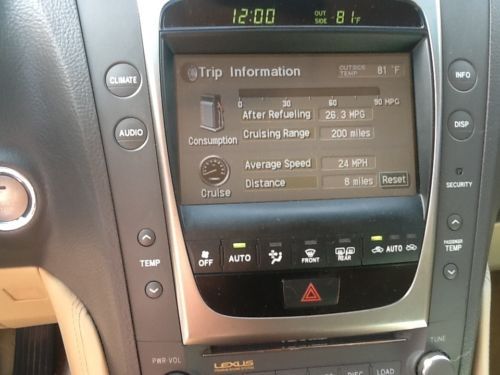 12:00 OUT SIDE 81°F
Trip Information OUTSIDE TEMP 81 °F
0 30 60 90 MPG
After Refueling 26.3 MPG
Consumption
Cruising Range 200 miles
Average Speed 24 MPH
Cruise
Distance 8 miles Reset
CLIMATE
AUDIO
INFO
DISP
SECURITY
TEMP
PASSENGER TEMP
OFF AUTO FRONT REAR AUTO
PWR·VOL
LEXUS
TUNE
DISC LOAD